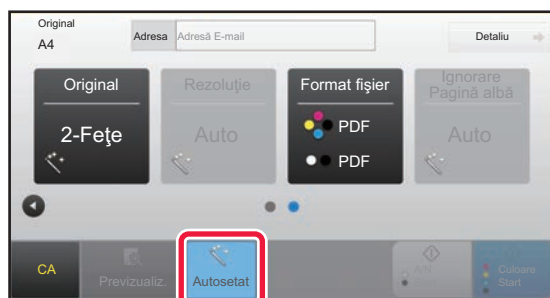 Original
A4
Adresa
Adresă E-mail
Detaliu
Original
2-Feţe
Rezoluţie
Auto
Format fişier
PDF
PDF
Ignorare
Pagină albă
Auto
CA
Previzualiz.
Autosetat
A/N
Start
Culoare
Start